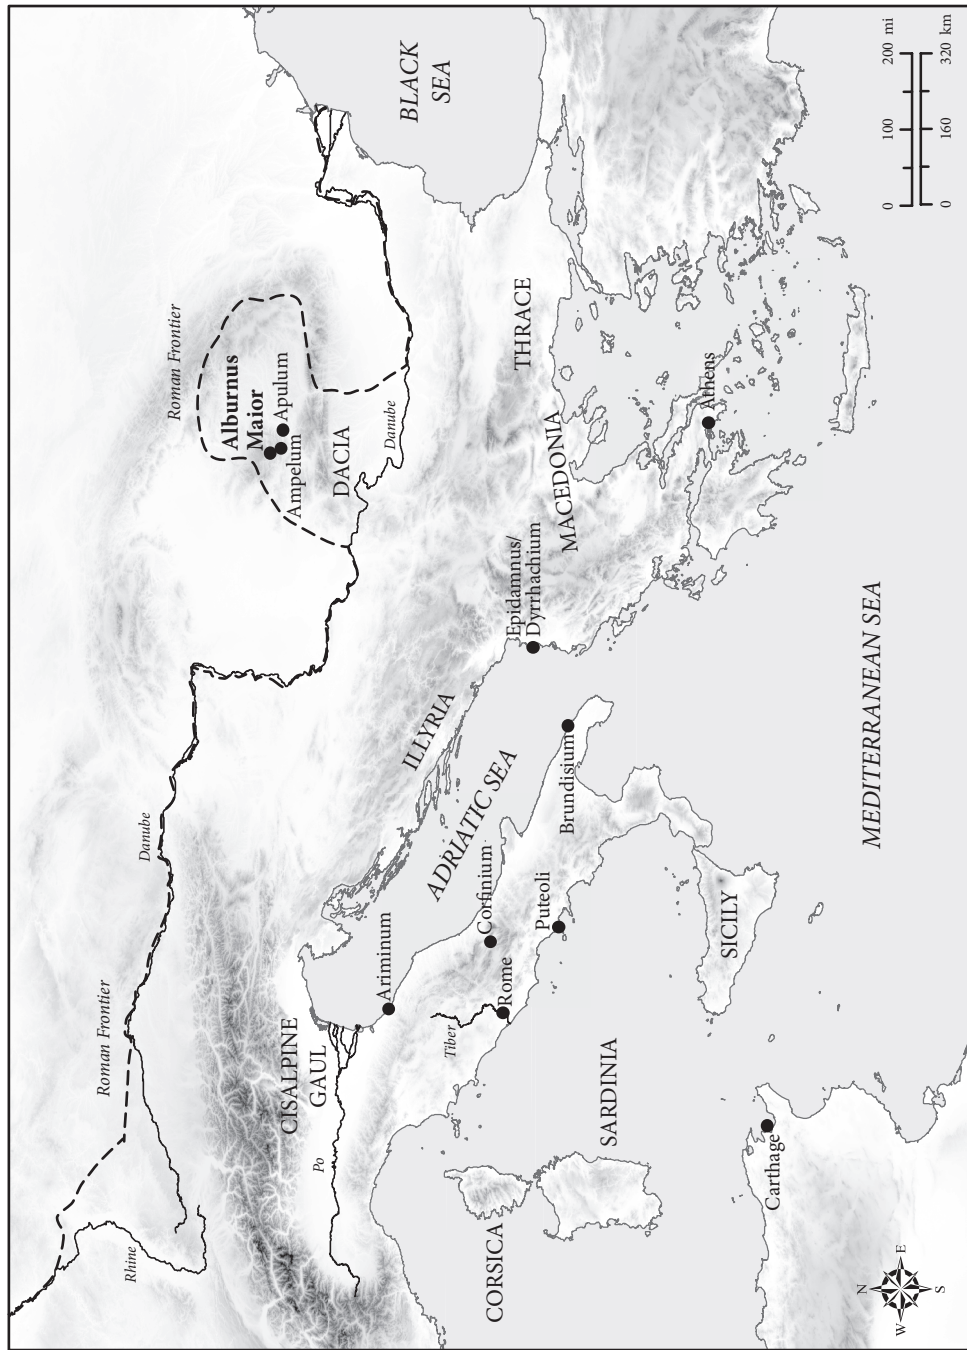 Roman Frontier
Rhine
Roman Frontier
Danube
CISALPINE
GAUL
Po
Ariminum
Tiber
Rome
Corfinium
Puteoli
Brundisium
ADRIATIC SEA
ILLYRIA
CORSICA
SARDINIA
SICILY
Carthage
MEDITERRANEAN SEA
Epidamnus/
Dyrrhachium
MACEDONIA
THRACE
Athens
Alburnus
Maior
Ampelum
Apulum
DACIA
Danube
BLACK
SEA
N
W
E
S
0
100
200 mi
0
160
320 km